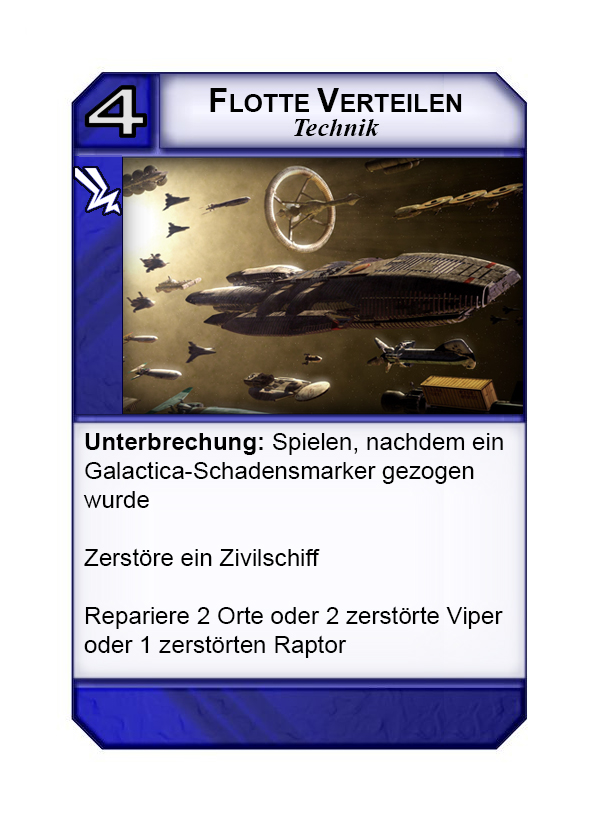 4
FLOTTE VERTEILEN
Technik
Unterbrechung: Spielen, nachdem ein
Galactica-Schadensmarker gezogen
wurde
Zerstöre ein Zivilschiff
Repariere 2 Orte oder 2 zerstörte Viper
oder 1 zerstörten Raptor